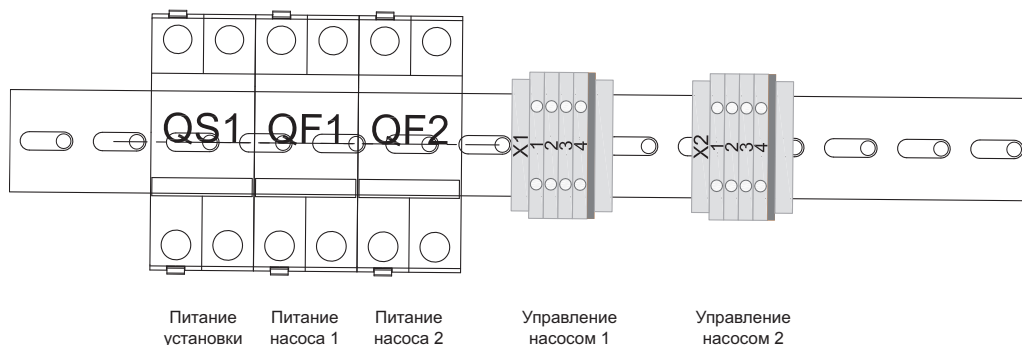 QS1 QF1 QF2
X1
1 2 3 4
X2
1 2 3 4
Питание установки
Питание насоса 1
Питание насоса 2
Управление насосом 1
Управление насосом 2